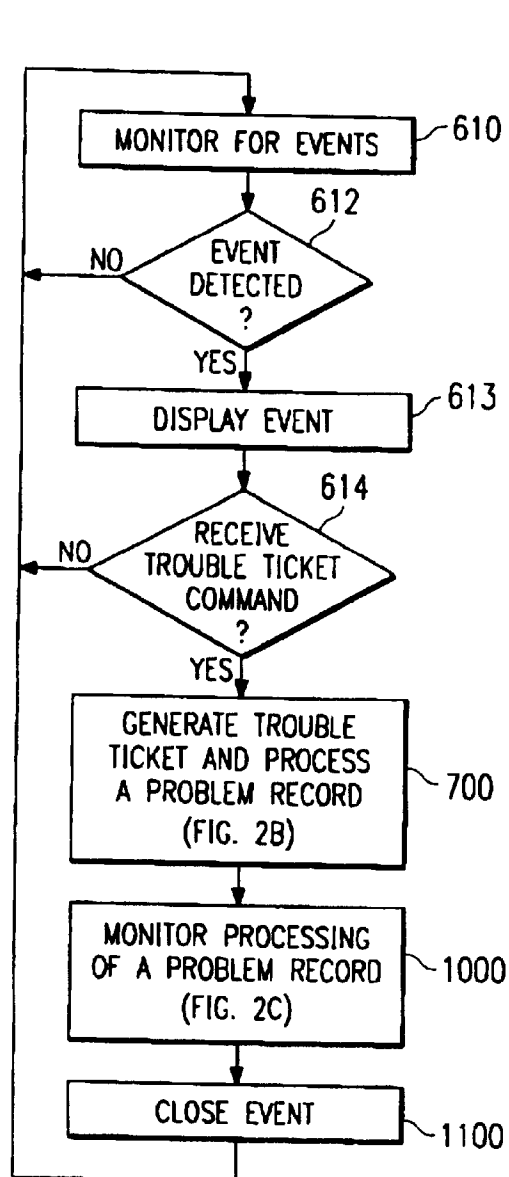 MONITOR FOR EVENTS
610
612
EVENT
DETECTED
?
NO
YES
DISPLAY EVENT
613
614
RECEIVE
TROUBLE TICKET
COMMAND
?
NO
YES
GENERATE TROUBLE
TICKET AND PROCESS
A PROBLEM RECORD
(FIG. 2B)
700
MONITOR PROCESSING
OF A PROBLEM RECORD
(FIG. 2C)
1000
CLOSE EVENT
1100